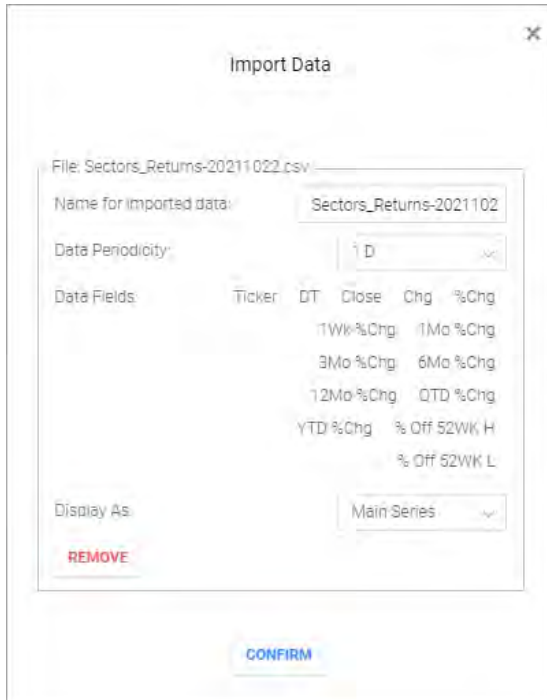 Import Data
File: Sectors_Returns-20211022.csv
Name for imported data: Sectors_Returns-2021102
Data Periodicity: 1 D
Data Fields Ticker DT Close Chg %Chg
1Wk %Chg 1Mo %Chg
3Mo %Chg 6Mo %Chg
12Mo %Chg QTD %Chg
YTD %Chg % Off 52WK H
% Off 52WK L
Display As Main Series
REMOVE
CONFIRM